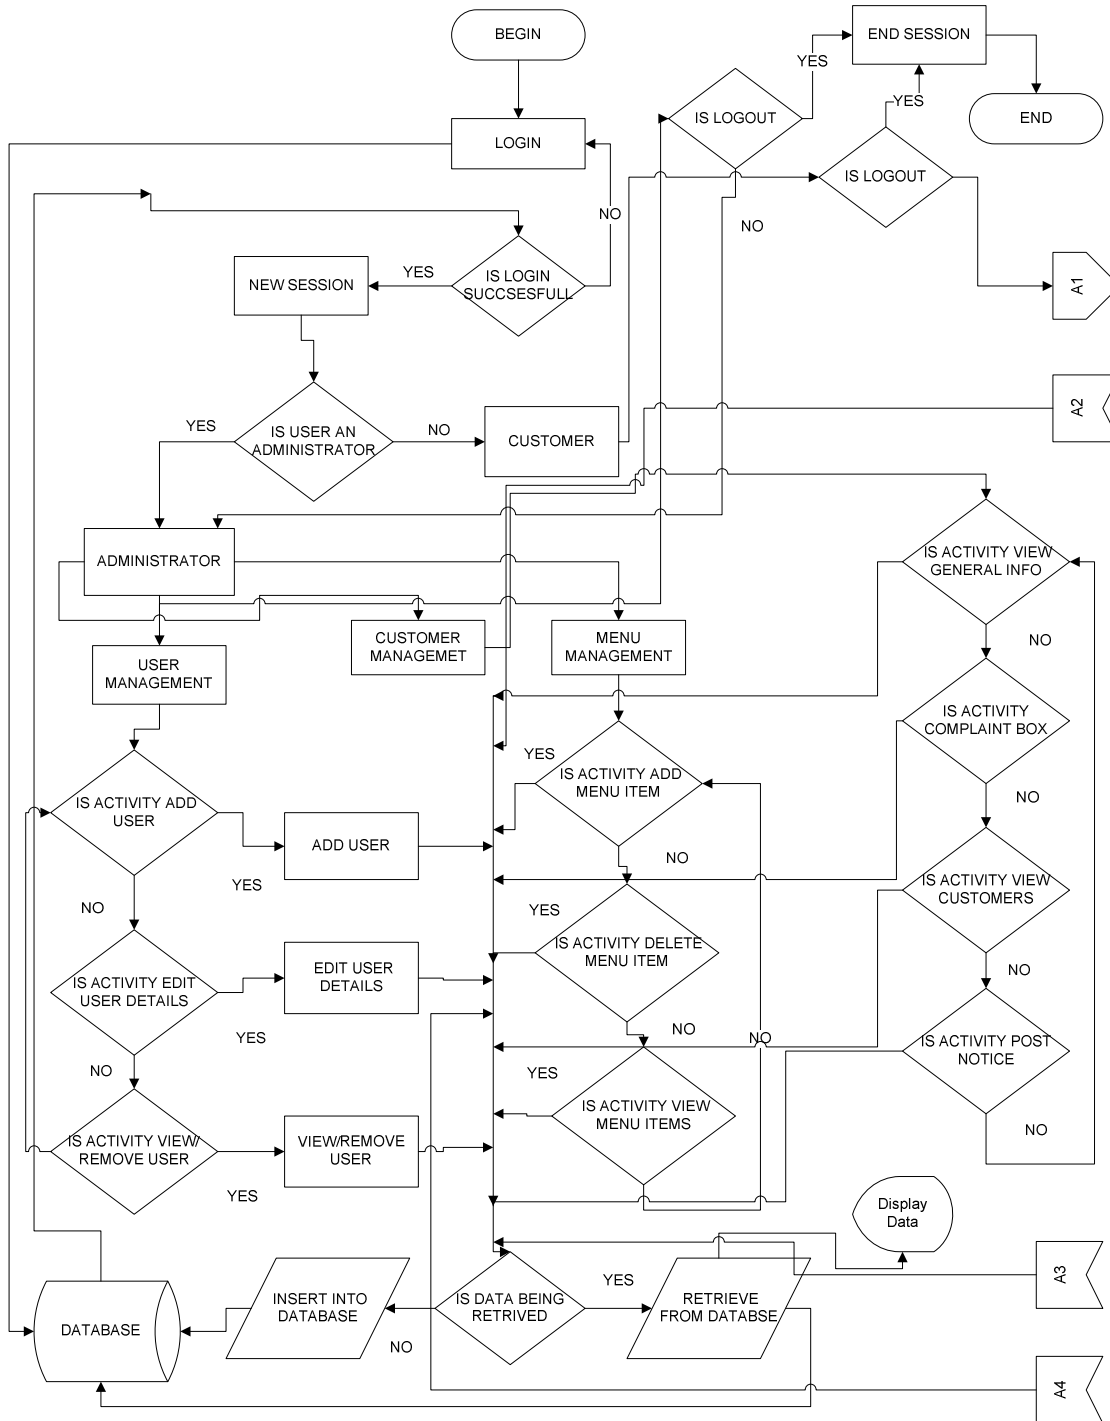 BEGIN
END SESSION
YES
YES
IS LOGOUT
END
LOGIN
IS LOGOUT
NO
NO
IS LOGIN
SUCCSESFULL
YES
NEW SESSION
A1
A2
YES
IS USER AN
ADMINISTRATOR
NO
CUSTOMER
ADMINISTRATOR
IS ACTIVITY VIEW
GENERAL INFO
NO
CUSTOMER
MANAGEMET
MENU
MANAGEMENT
USER
MANAGEMENT
IS ACTIVITY
COMPLAINT BOX
YES
IS ACTIVITY ADD
MENU ITEM
NO
IS ACTIVITY ADD
USER
ADD USER
NO
YES
IS ACTIVITY VIEW
CUSTOMERS
NO
YES
IS ACTIVITY DELETE
MENU ITEM
NO
IS ACTIVITY EDIT
USER DETAILS
EDIT USER
DETAILS
YES
NO
NO
IS ACTIVITY POST
NOTICE
NO
YES
IS ACTIVITY VIEW
MENU ITEMS
NO
IS ACTIVITY VIEW/
REMOVE USER
VIEW/REMOVE
USER
YES
Display
Data
A3
YES
DATABASE
INSERT INTO
DATABASE
IS DATA BEING
RETRIVED
RETRIEVE
FROM DATABSE
NO
A4